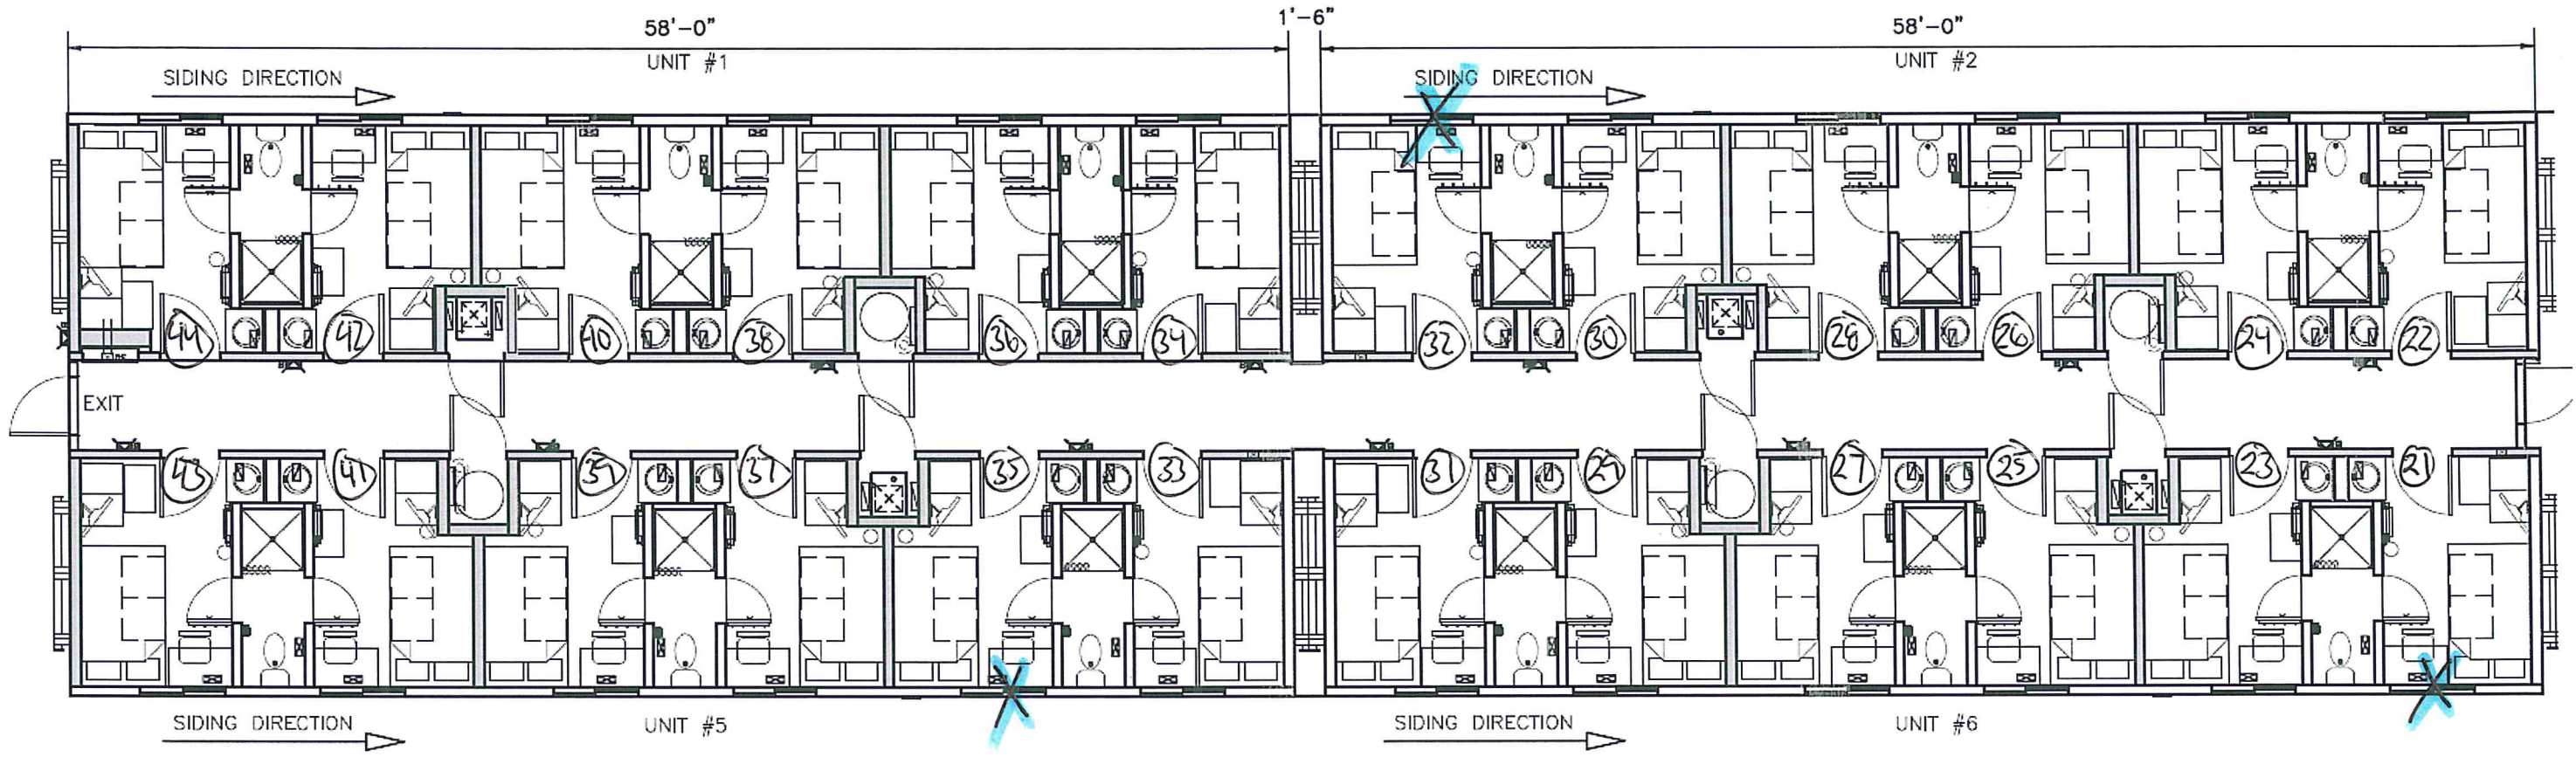 58'-0" 1'-6" 58'-0"
UNIT #1 UNIT #2
SIDING DIRECTION SIDING DIRECTION
44 42 40 38 36 34 32 30 28 26 24 22
EXIT
43 41 39 37 35 33 31 29 27 25 23 21
SIDING DIRECTION UNIT #5 SIDING DIRECTION UNIT #6